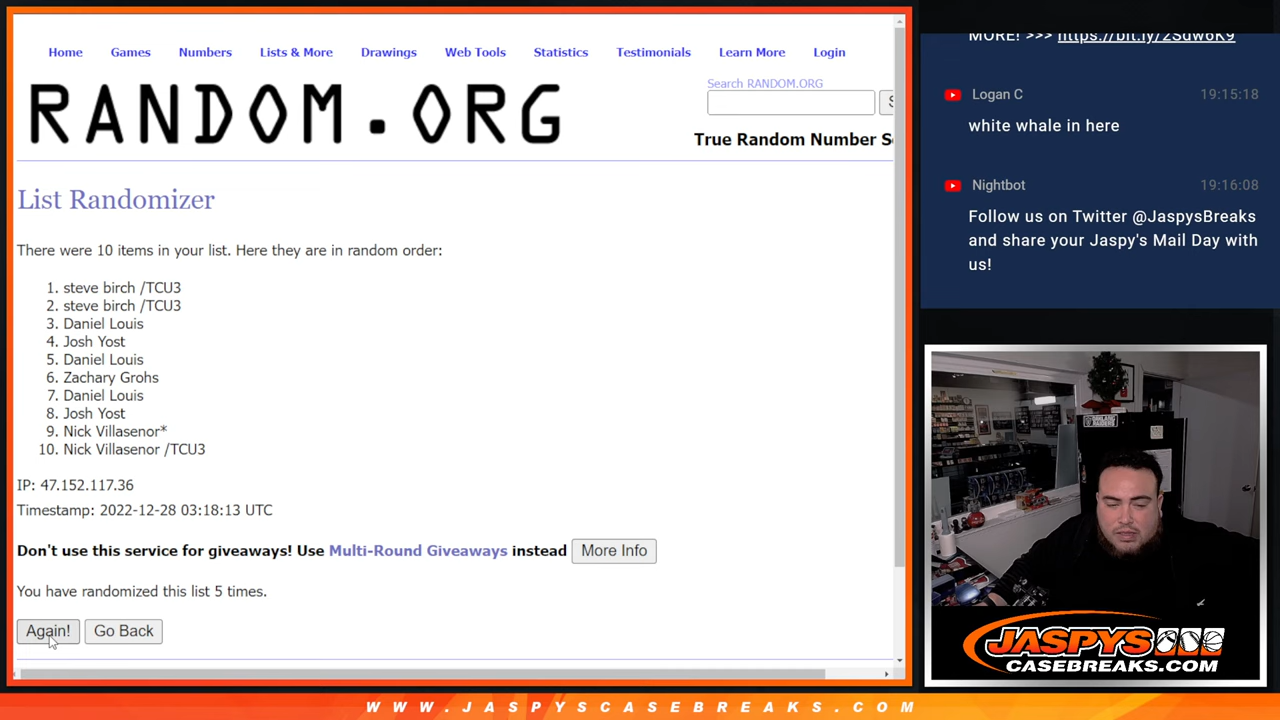 Home Games Numbers Lists & More Drawings Web Tools Statistics Testimonials Learn More Login
RANDOM.ORG
Search RANDOM.ORG
True Random Number
List Randomizer
There were 10 items in your list. Here they are in random order:
1. steve birch /TCU3
2. steve birch /TCU3
3. Daniel Louis
4. Josh Yost
5. Daniel Louis
6. Zachary Grohs
7. Daniel Louis
8. Josh Yost
9. Nick Villasenor*
10. Nick Villasenor /TCU3
IP: 47.152.117.36
Timestamp: 2022-12-28 03:18:13 UTC
Don't use this service for giveaways! Use Multi-Round Giveaways instead More Info
You have randomized this list 5 times.
Again! Go Back
MORE! >>> https://bit.ly/2Sdw6K9
Logan C 19:15:18
white whale in here
Nightbot 19:16:08
Follow us on Twitter @JaspysBreaks
and share your Jaspy's Mail Day with
us!
JASPYS
CASEBREAKS.COM
WWW.JASPYSCASEBREAKS.COM